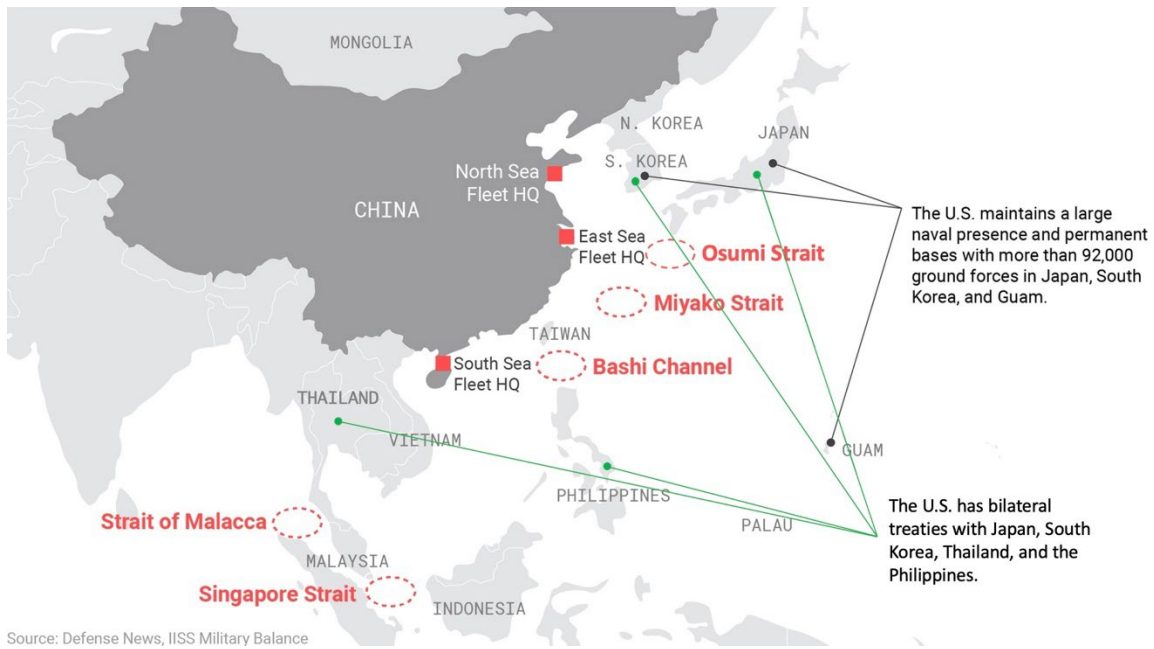 MONGOLIA
N. KOREA
JAPAN
S. KOREA
North Sea
Fleet HQ
CHINA
The U.S. maintains a large
naval presence and permanent
bases with more than 92,000
ground forces in Japan, South
Korea, and Guam.
East Sea
Fleet HQ
Osumi Strait
Miyako Strait
TAIWAN
South Sea
Fleet HQ
Bashi Channel
THAILAND
VIETNAM
GUAM
PHILIPPINES
PALAU
The U.S. has bilateral
treaties with Japan, South
Korea, Thailand, and the
Philippines.
Strait of Malacca
MALAYSIA
Singapore Strait
INDONESIA
Source: Defense News, IISS Military Balance